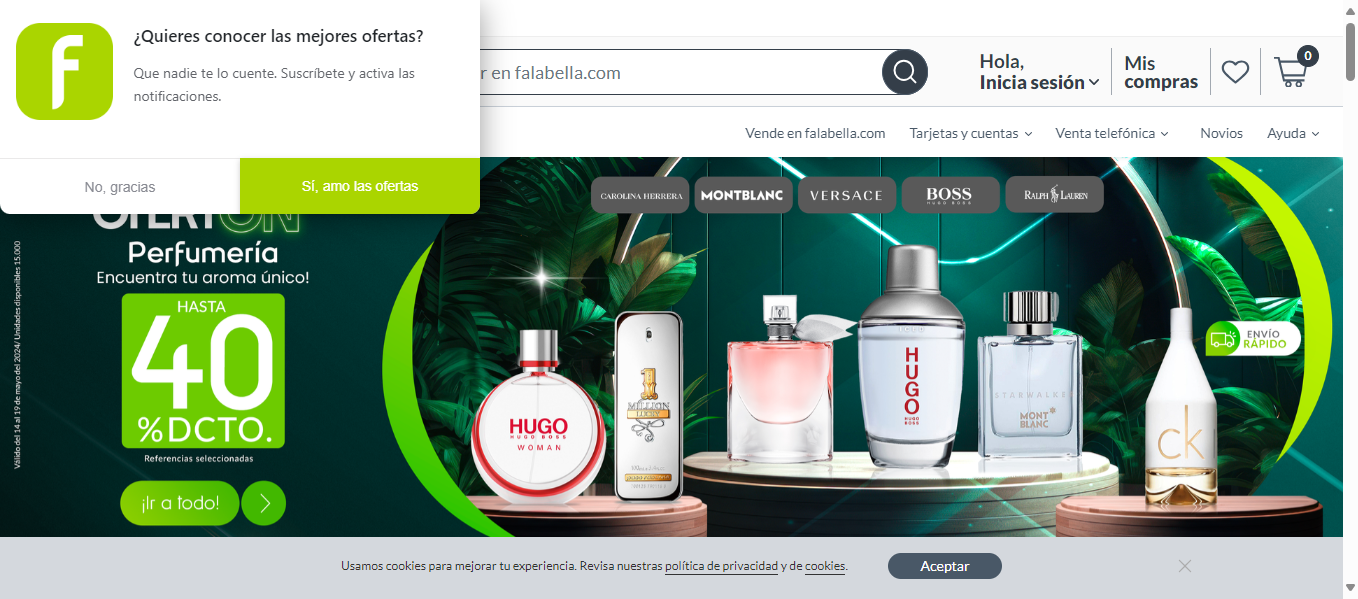 f
¿Quieres conocer las mejores ofertas?
Que nadie te lo cuente. Suscríbete y activa las
notificaciones.
No, gracias
Sí, amo las ofertas
r en falabella.com
Hola,
Inicia sesión
Mis
compras
0
Vende en falabella.com
Tarjetas y cuentas
Venta telefónica
Novios
Ayuda
CAROLINA HERRERA
MONTBLANC
VERSACE
BOSS
HUGO BOSS
RALPH LAUREN
OFERTÓN
Perfumería
Encuentra tu aroma único!
HASTA
40
%DCTO.
Referencias seleccionadas
¡Ir a todo!
Válido del 14 al 19 de mayo del 2024/ Unidades disponibles 15.000
HUGO
HUGO BOSS
WOMAN
1
MILLION
LUCKY
HUGO
HUGO BOSS
STARWALKER
MONT
BLANC
ck
ENVÍO
RÁPIDO
Usamos cookies para mejorar tu experiencia. Revisa nuestras política de privacidad y de cookies.
Aceptar